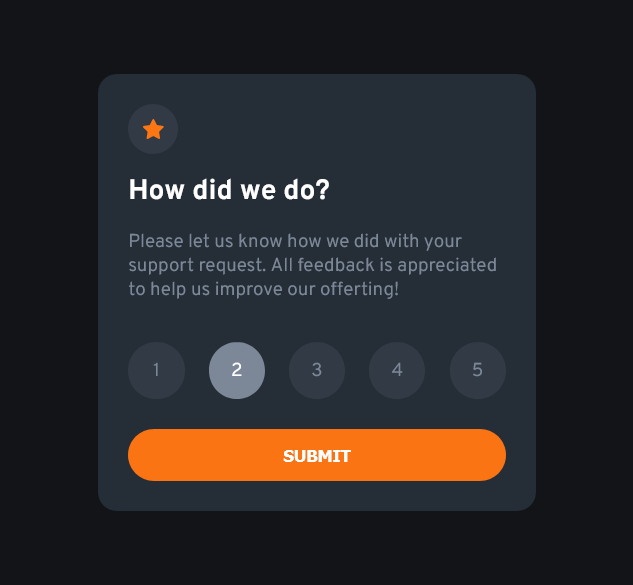 How did we do?
Please let us know how we did with your
support request. All feedback is appreciated
to help us improve our offerting!
1 2 3 4 5
SUBMIT